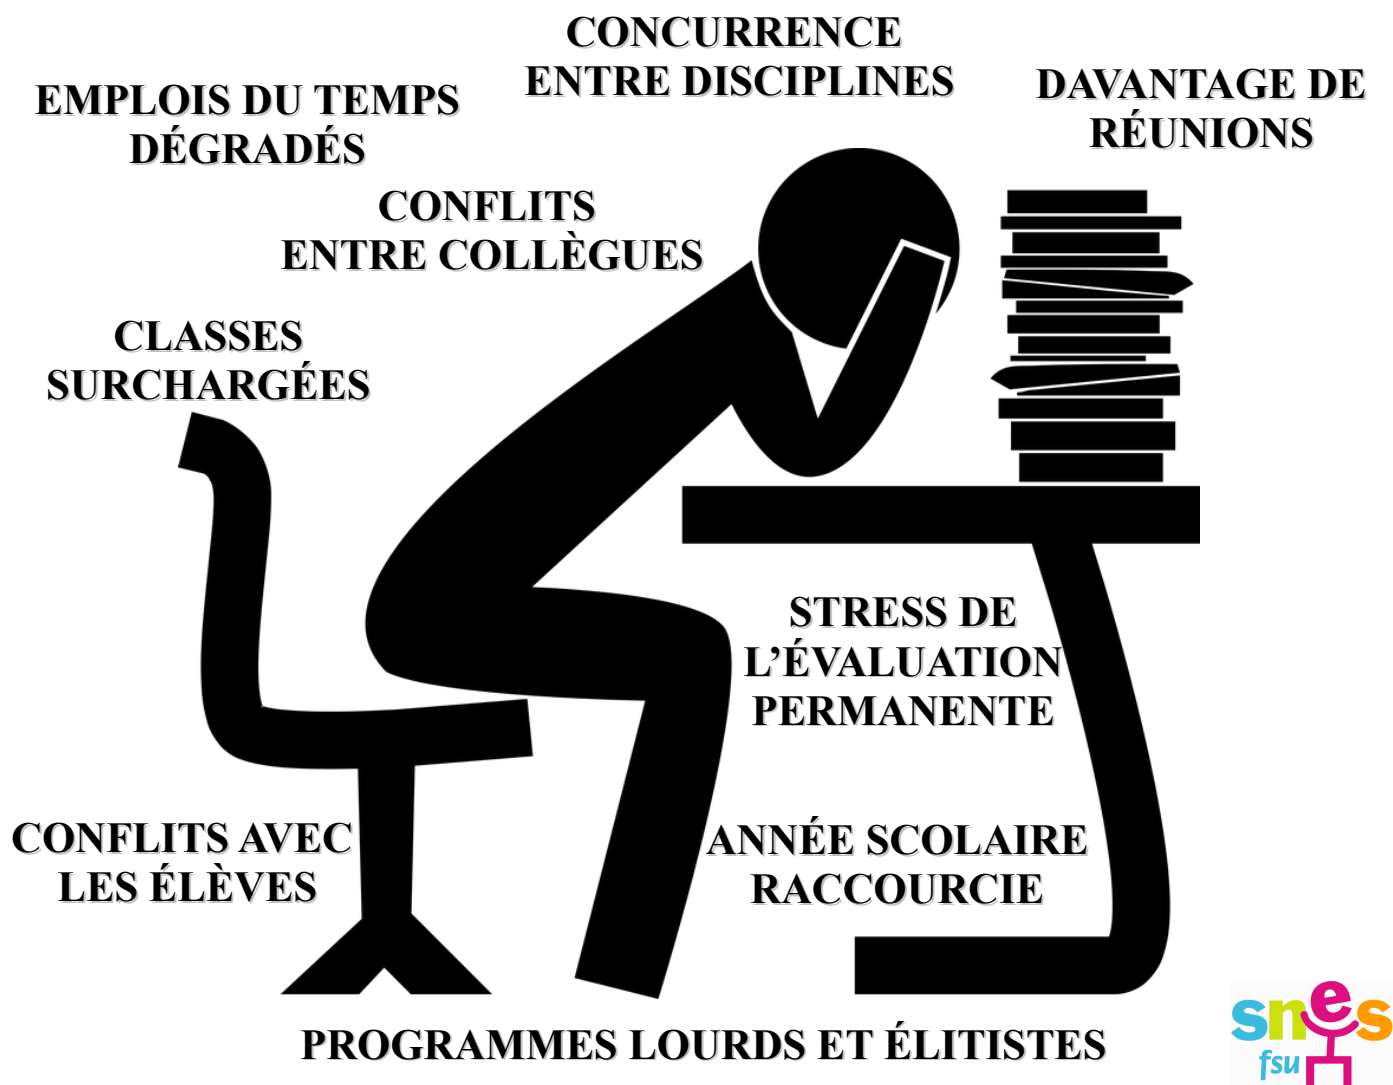 CONCURRENCE
ENTRE DISCIPLINES
DAVANTAGE DE
RÉUNIONS
EMPLOIS DU TEMPS
DÉGRADÉS
CONFLITS
ENTRE COLLÈGUES
CLASSES
SURCHARGÉES
STRESS DE
L’ÉVALUATION
PERMANENTE
CONFLITS AVEC
LES ÉLÈVES
ANNÉE SCOLAIRE
RACCOURCIE
PROGRAMMES LOURDS ET ÉLITISTES
snes
fsu